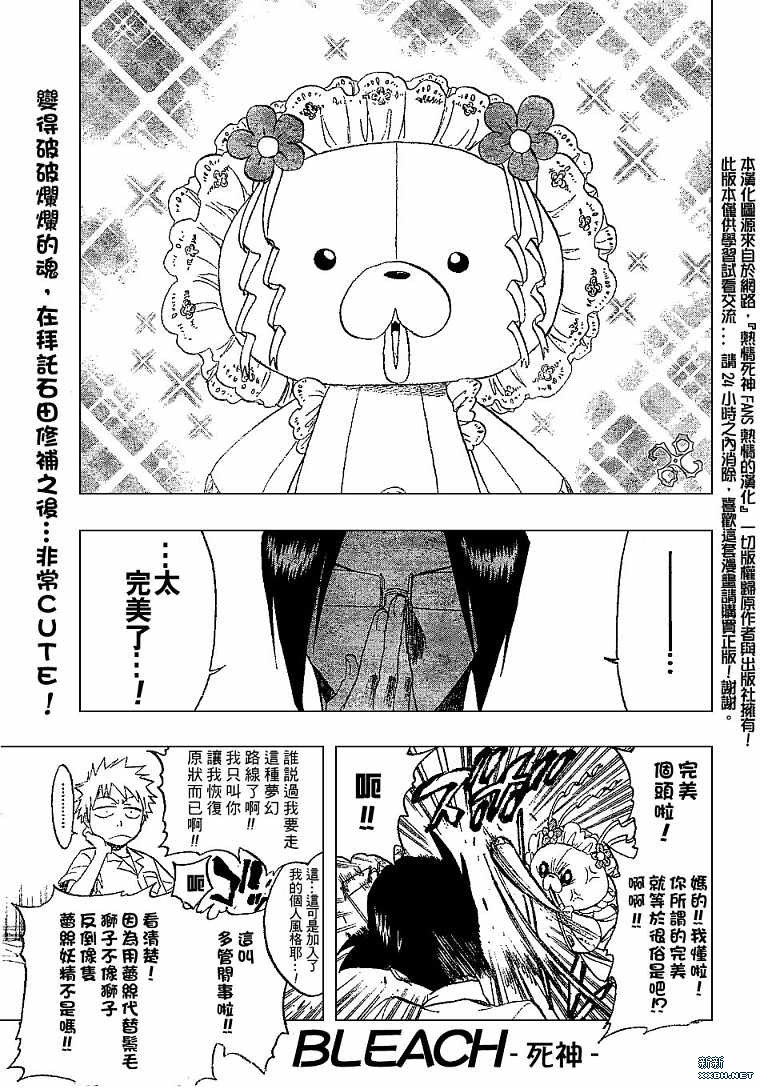 本漢化圖源來自於網路，『熱情死神 FANS 熱情的漢化』一切版權歸原作者與出版社擁有！
此版本僅供學習試看交流... 請 24 小時之內消除，喜歡這套漫畫請購買正版！謝謝。
變得破破爛爛的魂，在拜託石田修補之後…非常CUTE！
…太
完美了…！
完美
個頭啦！
呃!!
媽的!!我懂啦！
你所謂的完美
就等於很俗是吧!?
啊啊!!
誰説過我要走
這種夢幻
路線了啊!!
我只叫你
讓我恢復
原狀而已啊!!
這…這可是加入了
我的個人風格耶…！
呃!!
這叫
多管閒事啦!!
………
看清楚！
因為用蕾絲代替鬃毛
獅子不像獅子
反倒像隻
蕾絲妖精不是嗎!!
BLEACH - 死神 -
新新
XXBH.NET